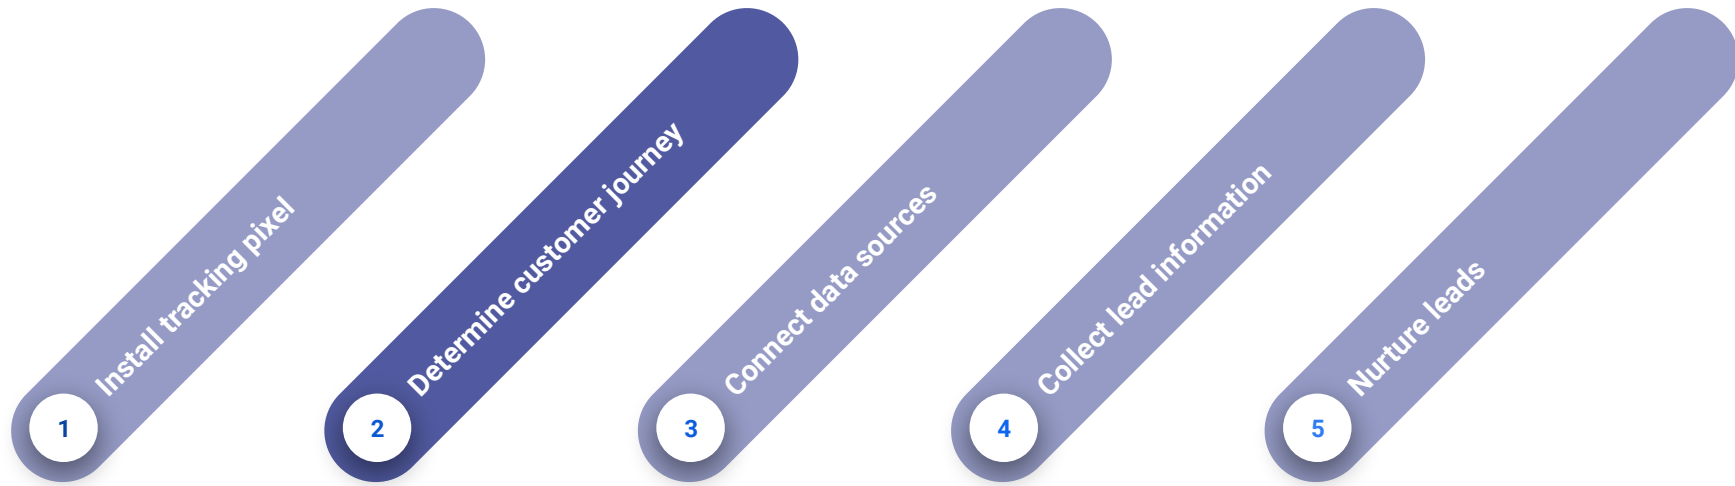 1
Install tracking pixel
2
Determine customer journey
3
Connect data sources
4
Collect lead information
5
Nurture leads